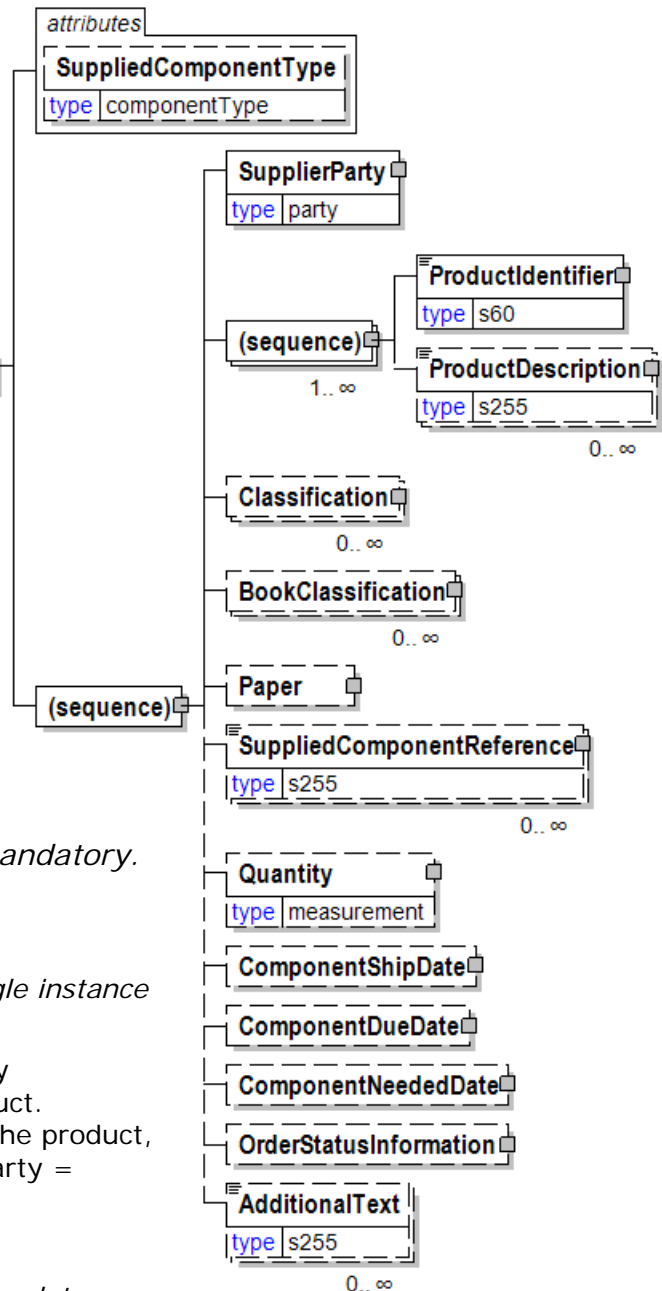 attributes
SuppliedComponentType
type componentType
SupplierParty
type party
ProductIdentifier
type s60
(sequence)
1.. ∞
ProductDescription
type s255
0.. ∞
Classification
0.. ∞
BookClassification
0.. ∞
Paper
(sequence)
SuppliedComponentReference
type s255
0.. ∞
andatory.
Quantity
type measurement
ComponentShipDate
gle instance
ComponentDueDate
y
uct.
ComponentNeededDate
he product,
OrderStatusInformation
arty =
AdditionalText
type s255
0.. ∞